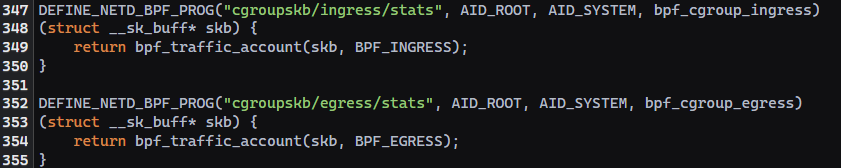 347 DEFINE_NETD_BPF_PROG("cgroupskb/ingress/stats", AID_ROOT, AID_SYSTEM, bpf_cgroup_ingress)
348 (struct __sk_buff* skb) {
349     return bpf_traffic_account(skb, BPF_INGRESS);
350 }
351
352 DEFINE_NETD_BPF_PROG("cgroupskb/egress/stats", AID_ROOT, AID_SYSTEM, bpf_cgroup_egress)
353 (struct __sk_buff* skb) {
354     return bpf_traffic_account(skb, BPF_EGRESS);
355 }